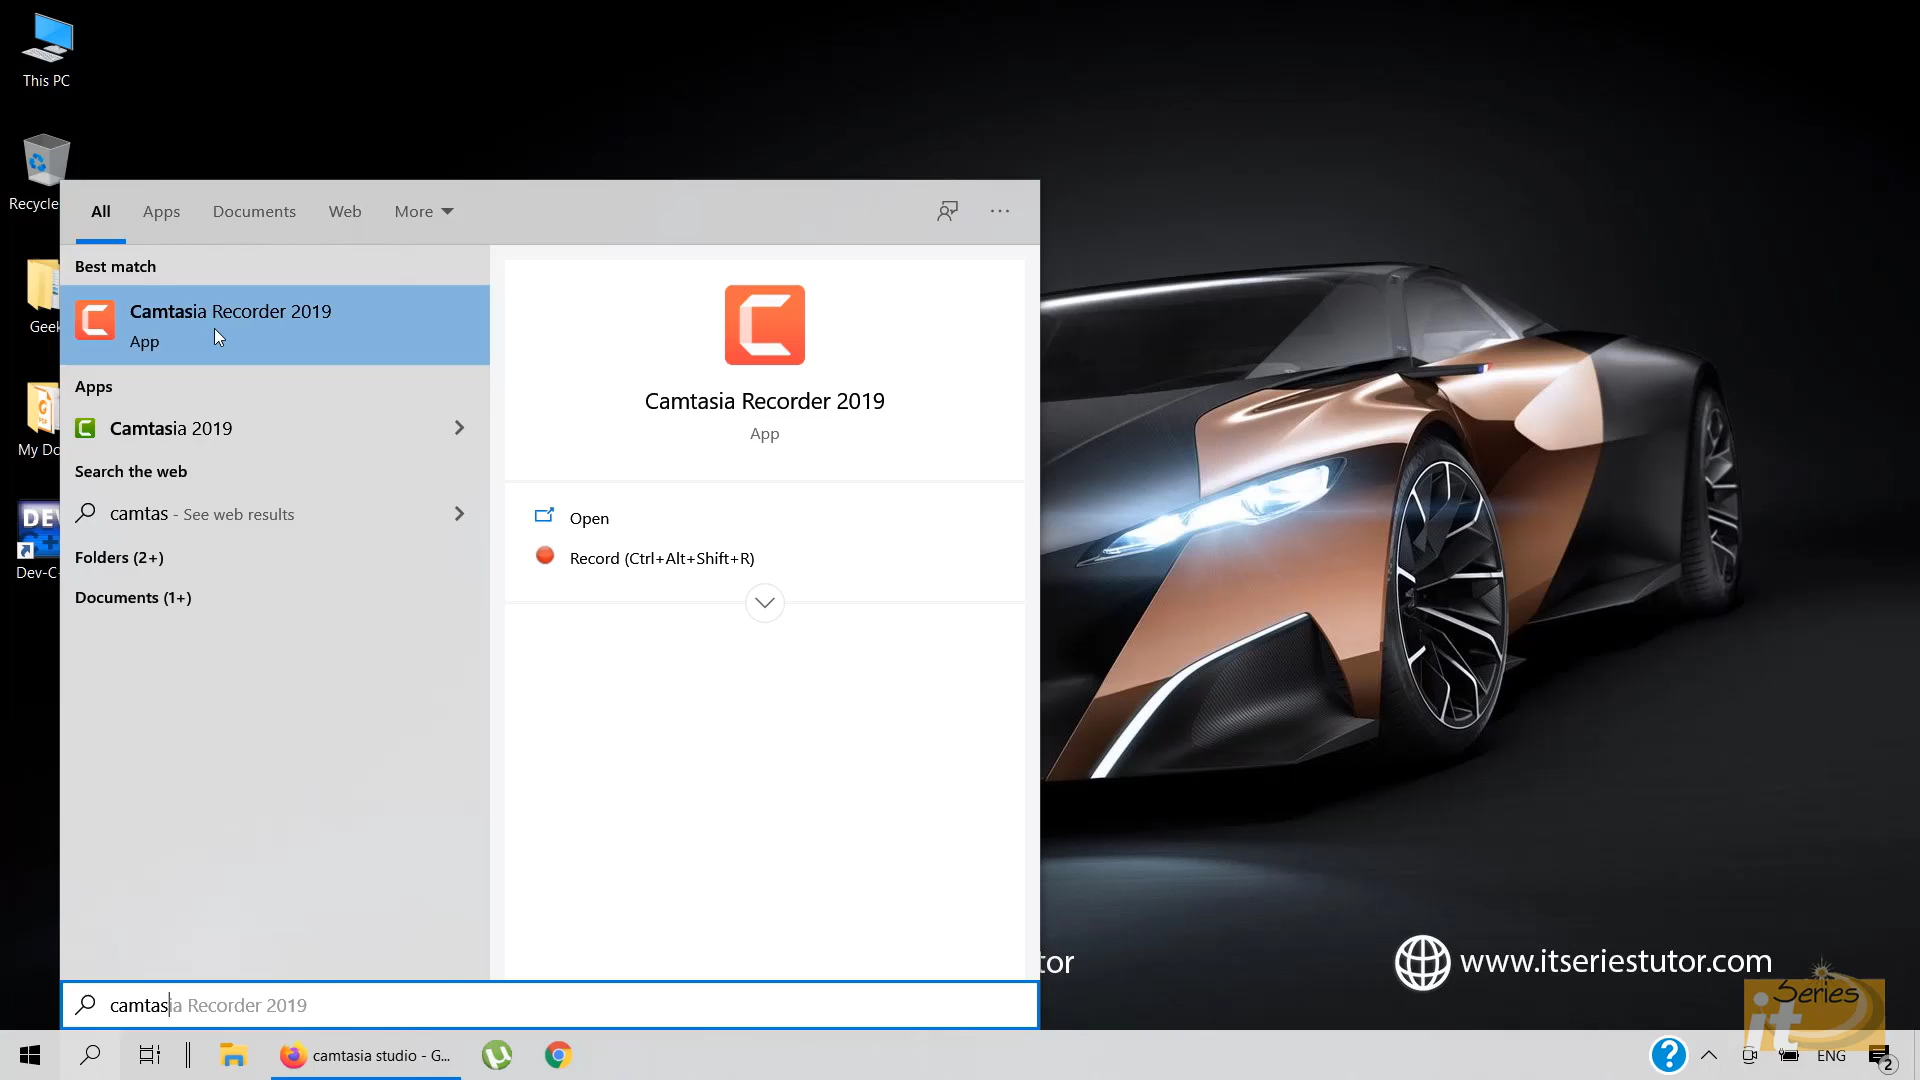 This PC
Recycle
Geek
My Do
DEV
Dev-C
All Apps Documents Web More
Best match
Camtasia Recorder 2019
App
Apps
Camtasia 2019
Search the web
camtas - See web results
Folders (2+)
Documents (1+)
Camtasia Recorder 2019
App
Open
Record (Ctrl+Alt+Shift+R)
tor
www.itseriestutor.com
it Series
camtasia Recorder 2019
camtasia studio - G...
ENG
2